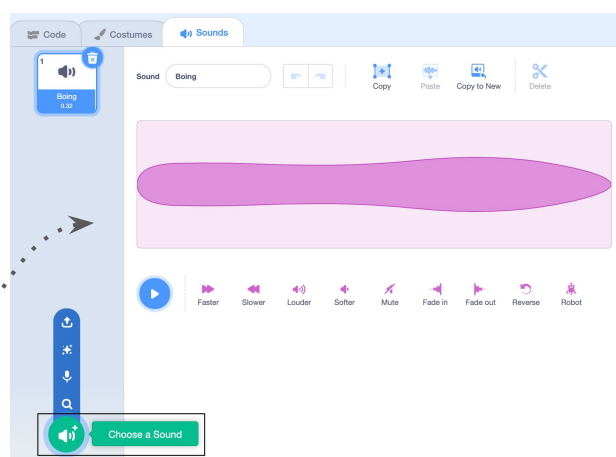 Code Costumes Sounds
1
Boing
0.32
Sound Boing
Copy Paste Copy to New Delete
Faster Slower Louder Softer Mute Fade in Fade out Reverse Robot
Choose a Sound